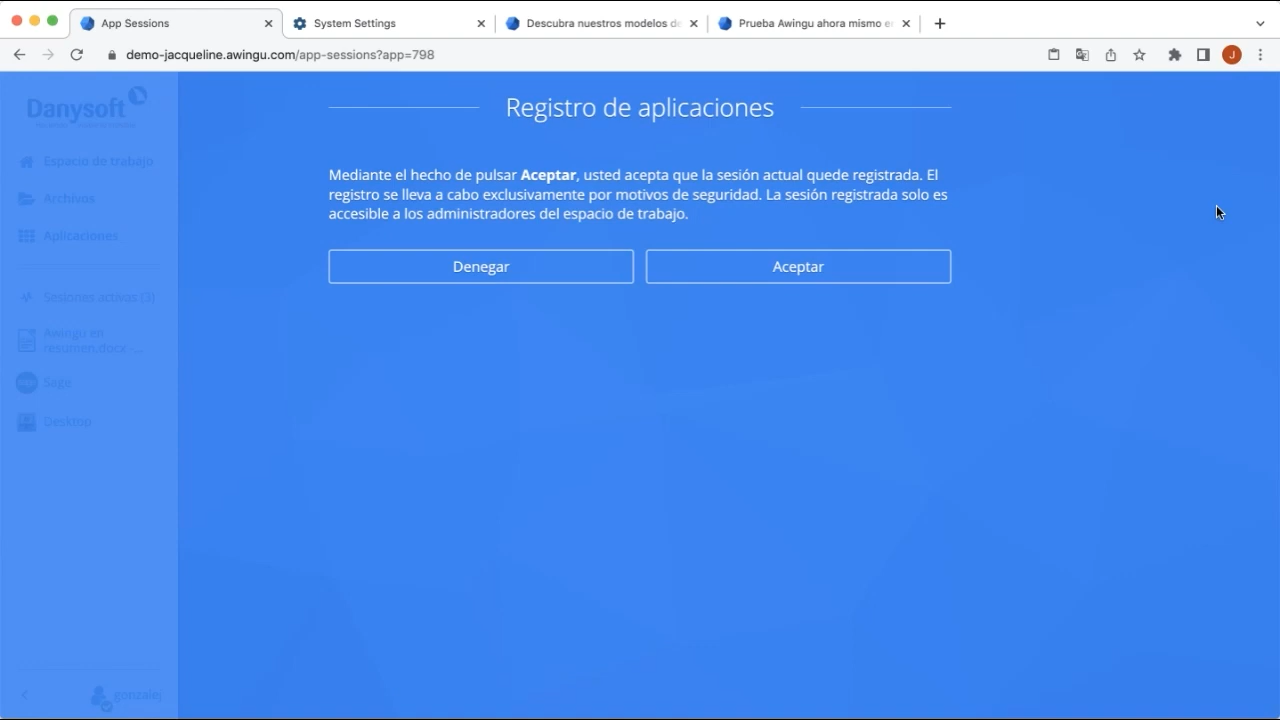 App Sessions
System Settings
Descubra nuestros modelos de
Prueba Awingu ahora mismo en
demo-jacqueline.awingu.com/app-sessions?app=798
J
Danysoft
Espacio de trabajo
Archivos
Aplicaciones
Sesiones activas (3)
Awingu en
resumen.docx -...
Sage
Desktop
gonzalej
Registro de aplicaciones
Mediante el hecho de pulsar Aceptar, usted acepta que la sesión actual quede registrada. El
registro se lleva a cabo exclusivamente por motivos de seguridad. La sesión registrada solo es
accesible a los administradores del espacio de trabajo.
Denegar
Aceptar